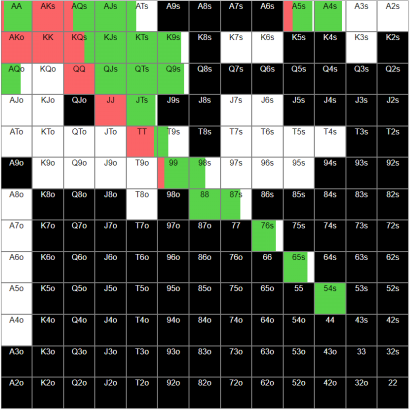 AA AKs AQs AJs ATs A9s A8s A7s A6s A5s A4s A3s A2s
AKo KK KQs KJs KTs K9s K8s K7s K6s K5s K4s K3s K2s
AQo KQo QQ QJs QTs Q9s Q8s Q7s Q6s Q5s Q4s Q3s Q2s
AJo KJo QJo JJ JTs J9s J8s J7s J6s J5s J4s J3s J2s
ATo KTo QTo JTo TT T9s T8s T7s T6s T5s T4s T3s T2s
A9o K9o Q9o J9o T9o 99 98s 97s 96s 95s 94s 93s 92s
A8o K8o Q8o J8o T8o 98o 88 87s 86s 85s 84s 83s 82s
A7o K7o Q7o J7o T7o 97o 87o 77 76s 75s 74s 73s 72s
A6o K6o Q6o J6o T6o 96o 86o 76o 66 65s 64s 63s 62s
A5o K5o Q5o J5o T5o 95o 85o 75o 65o 55 54s 53s 52s
A4o K4o Q4o J4o T4o 94o 84o 74o 64o 54o 44 43s 42s
A3o K3o Q3o J3o T3o 93o 83o 73o 63o 53o 43o 33 32s
A2o K2o Q2o J2o T2o 92o 82o 72o 62o 52o 42o 32o 22